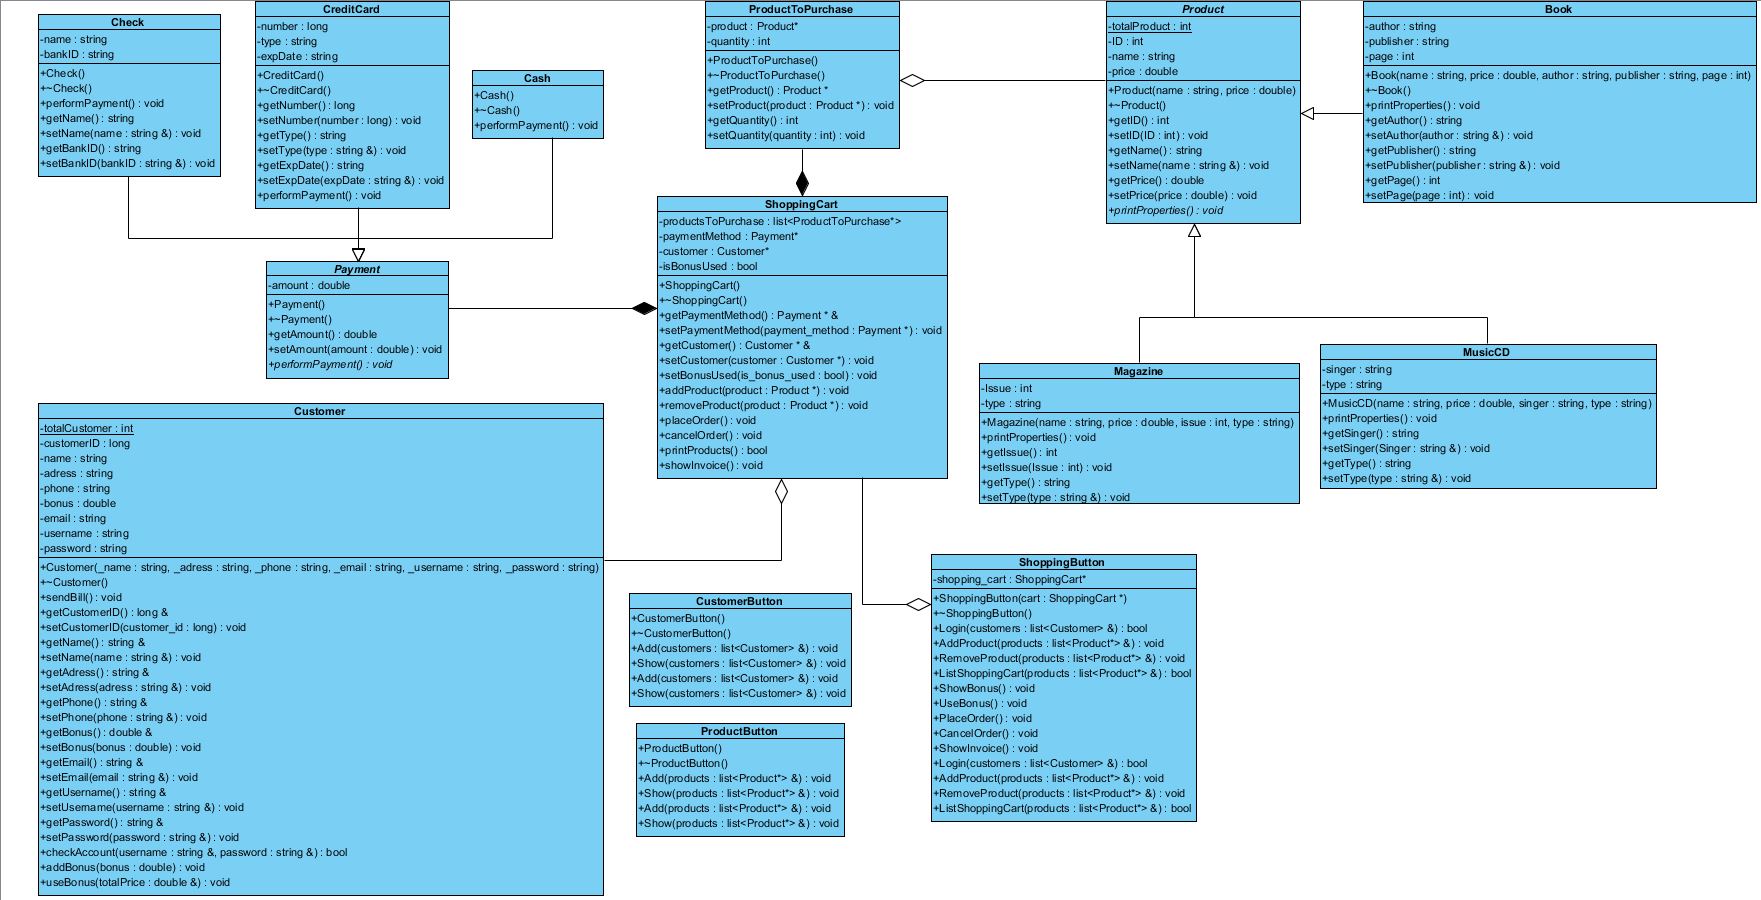 Check
-name : string
-bankID : string
+Check()
+~Check()
+performPayment() : void
+getName() : string
+setName(name : string &) : void
+getBankID() : string
+setBankID(bankID : string &) : void
CreditCard
-number : long
-type : string
-expDate : string
+CreditCard()
+~CreditCard()
+getNumber() : long
+setNumber(number : long) : void
+getType() : string
+setType(type : string &) : void
+getExpDate() : string
+setExpDate(expDate : string &) : void
+performPayment() : void
Cash
+Cash()
+~Cash()
+performPayment() : void
ProductToPurchase
-product : Product*
-quantity : int
+ProductToPurchase()
+~ProductToPurchase()
+getProduct() : Product *
+setProduct(product : Product *) : void
+getQuantity() : int
+setQuantity(quantity : int) : void
Product
-totalProduct : int
-ID : int
-name : string
-price : double
+Product(name : string, price : double)
+~Product()
+getID() : int
+setID(ID : int) : void
+getName() : string
+setName(name : string &) : void
+getPrice() : double
+setPrice(price : double) : void
+printProperties() : void
Book
-author : string
-publisher : string
-page : int
+Book(name : string, price : double, author : string, publisher : string, page : int)
+~Book()
+printProperties() : void
+getAuthor() : string
+setAuthor(author : string &) : void
+getPublisher() : string
+setPublisher(publisher : string &) : void
+getPage() : int
+setPage(page : int) : void
Payment
-amount : double
+Payment()
+~Payment()
+getAmount() : double
+setAmount(amount : double) : void
+performPayment() : void
ShoppingCart
-productsToPurchase : list<ProductToPurchase*>
-paymentMethod : Payment*
-customer : Customer*
-isBonusUsed : bool
+ShoppingCart()
+~ShoppingCart()
+getPaymentMethod() : Payment * &
+setPaymentMethod(payment_method : Payment *) : void
+getCustomer() : Customer * &
+setCustomer(customer : Customer *) : void
+setBonusUsed(is_bonus_used : bool) : void
+addProduct(product : Product *) : void
+removeProduct(product : Product *) : void
+placeOrder() : void
+cancelOrder() : void
+printProducts() : bool
+showInvoice() : void
Magazine
-Issue : int
-type : string
+Magazine(name : string, price : double, issue : int, type : string)
+printProperties() : void
+getIssue() : int
+setIssue(Issue : int) : void
+getType() : string
+setType(type : string &) : void
MusicCD
-singer : string
-type : string
+MusicCD(name : string, price : double, singer : string, type : string)
+printProperties() : void
+getSinger() : string
+setSinger(Singer : string &) : void
+getType() : string
+setType(type : string &) : void
Customer
-totalCustomer : int
-customerID : long
-name : string
-adress : string
-phone : string
-bonus : double
-email : string
-username : string
-password : string
+Customer(_name : string, _adress : string, _phone : string, _email : string, _username : string, _password : string)
+~Customer()
+sendBill() : void
+getCustomerID() : long &
+setCustomerID(customer_id : long) : void
+getName() : string &
+setName(name : string &) : void
+getAdress() : string &
+setAdress(adress : string &) : void
+getPhone() : string &
+setPhone(phone : string &) : void
+getBonus() : double &
+setBonus(bonus : double) : void
+getEmail() : string &
+setEmail(email : string &) : void
+getUsername() : string &
+setUsername(username : string &) : void
+getPassword() : string &
+setPassword(password : string &) : void
+checkAccount(username : string &, password : string &) : bool
+addBonus(bonus : double) : void
+useBonus(totalPrice : double &) : void
CustomerButton
+CustomerButton()
+~CustomerButton()
+Add(customers : list<Customer> &) : void
+Show(customers : list<Customer> &) : void
+Add(customers : list<Customer> &) : void
+Show(customers : list<Customer> &) : void
ProductButton
+ProductButton()
+~ProductButton()
+Add(products : list<Product*> &) : void
+Show(products : list<Product*> &) : void
+Add(products : list<Product*> &) : void
+Show(products : list<Product*> &) : void
ShoppingButton
-shopping_cart : ShoppingCart*
+ShoppingButton(cart : ShoppingCart *)
+~ShoppingButton()
+Login(customers : list<Customer> &) : bool
+AddProduct(products : list<Product*> &) : void
+RemoveProduct(products : list<Product*> &) : void
+ListShoppingCart(products : list<Product*> &) : bool
+ShowBonus() : void
+UseBonus() : void
+PlaceOrder() : void
+CancelOrder() : void
+ShowInvoice() : void
+Login(customers : list<Customer> &) : bool
+AddProduct(products : list<Product*> &) : void
+RemoveProduct(products : list<Product*> &) : void
+ListShoppingCart(products : list<Product*> &) : bool